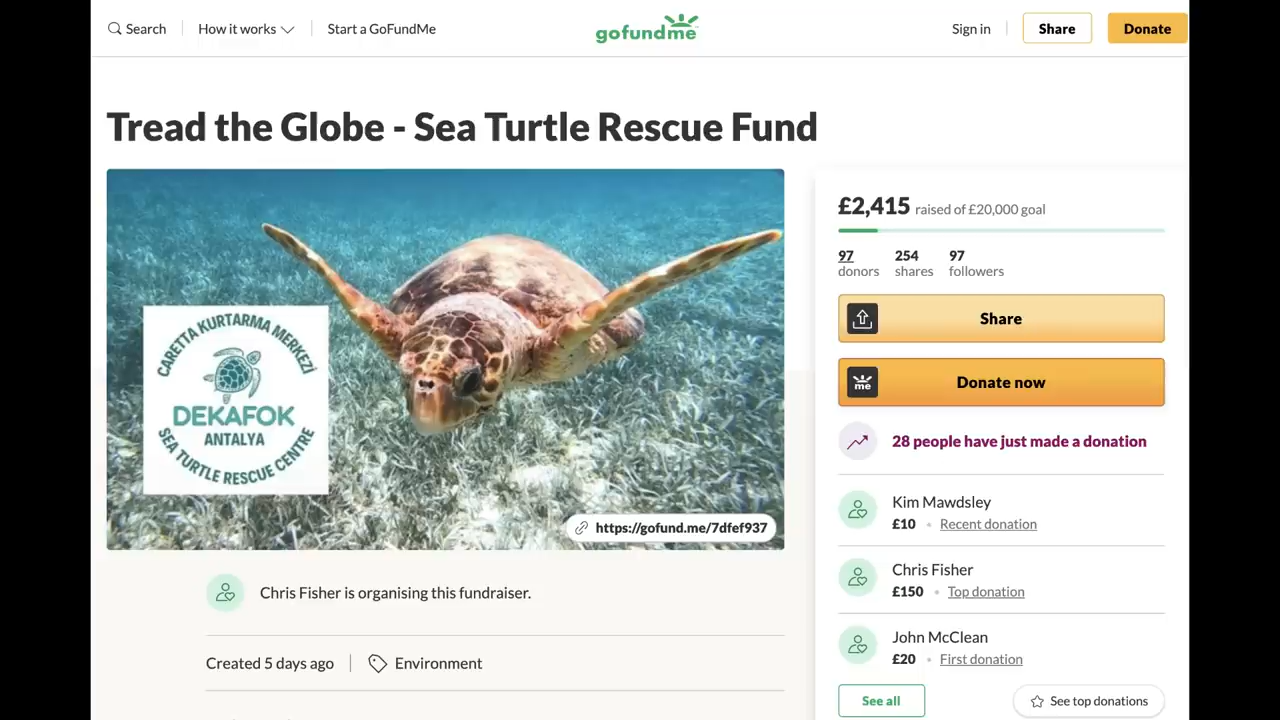 Search
How it works
Start a GoFundMe
gofundme
Sign in
Share
Donate
Tread the Globe - Sea Turtle Rescue Fund
CARETTA KURTARMA MERKEZİ
DEKAFOK
ANTALYA
SEA TURTLE RESCUE CENTRE
https://gofund.me/7dfef937
Chris Fisher is organising this fundraiser.
Created 5 days ago
Environment
£2,415 raised of £20,000 goal
97 254 97
donors shares followers
Share
me Donate now
28 people have just made a donation
Kim Mawdsley
£10 • Recent donation
Chris Fisher
£150 • Top donation
John McClean
£20 • First donation
See all
See top donations